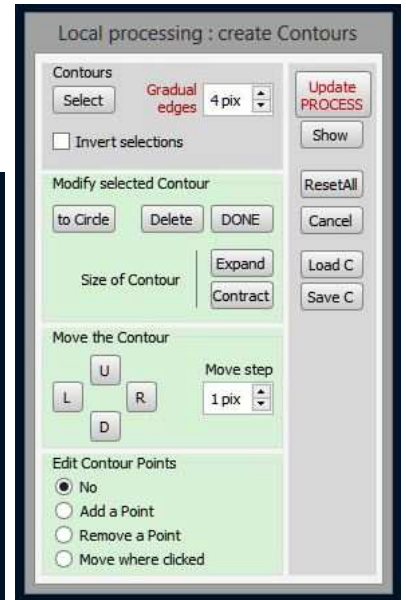 Local processing : create Contours
Contours
Select
Gradual
edges
4 pix
Invert selections
Modify selected Contour
to Circle
Delete
DONE
Size of Contour
Expand
Contract
Move the Contour
U
L
R
D
Move step
1 pix
Edit Contour Points
No
Add a Point
Remove a Point
Move where clicked
Update
PROCESS
Show
ResetAll
Cancel
Load C
Save C